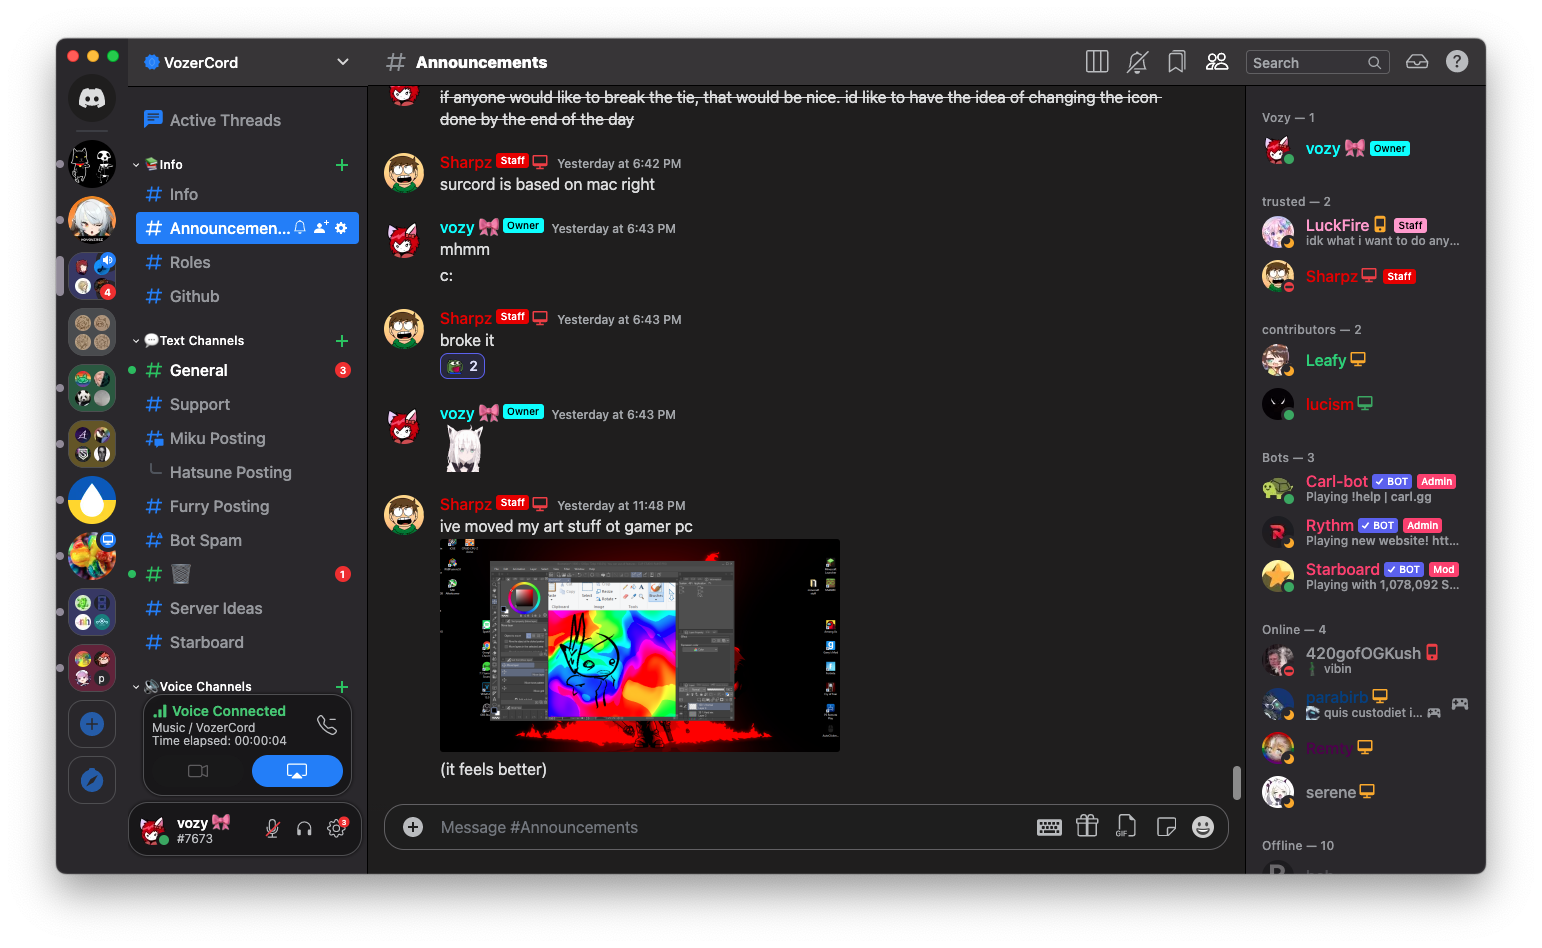 VozerCord
Active Threads
Info
Info
Announcemen...
Roles
Github
Text Channels
General
3
Support
Miku Posting
Hatsune Posting
Furry Posting
Bot Spam
1
Server Ideas
Starboard
Voice Channels
Voice Connected
Music / VozerCord
Time elapsed: 00:00:04
vozy
#7673
3
4
Announcements
Search
if anyone would like to break the tie, that would be nice. id like to have the idea of changing the icon
done by the end of the day
Sharpz Staff Yesterday at 6:42 PM
surcord is based on mac right
vozy Owner Yesterday at 6:43 PM
mhmm
c:
Sharpz Staff Yesterday at 6:43 PM
broke it
2
vozy Owner Yesterday at 6:43 PM
Sharpz Staff Yesterday at 11:48 PM
ive moved my art stuff ot gamer pc
(it feels better)
Message #Announcements
GIF
Vozy — 1
vozy Owner
trusted — 2
LuckFire Staff
idk what i want to do any...
Sharpz Staff
contributors — 2
Leafy
lucism
Bots — 3
Carl-bot ✓ BOT Admin
Playing !help | carl.gg
Rythm ✓ BOT Admin
Playing new website! htt...
Starboard ✓ BOT Mod
Playing with 1,078,092 S...
Online — 4
420gofOGKush
vibin
parabirb
quis custodiet i...
Remty
serene
Offline — 10